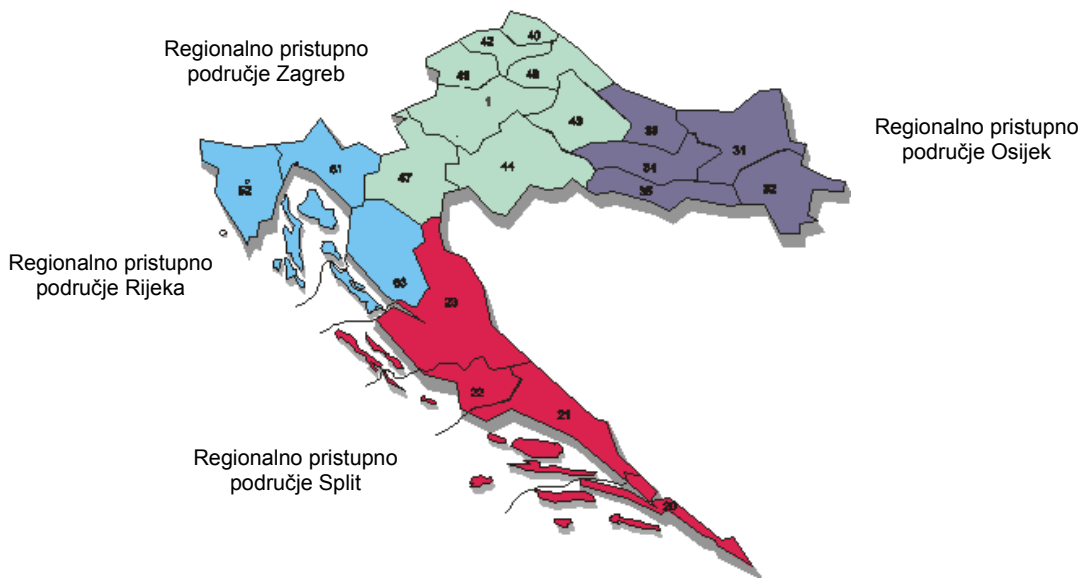 Regionalno pristupno
područje Zagreb
Regionalno pristupno
područje Osijek
Regionalno pristupno
područje Rijeka
Regionalno pristupno
područje Split
40
42
48
1
43
33
31
34
35
32
44
47
51
52
53
23
22
21
20